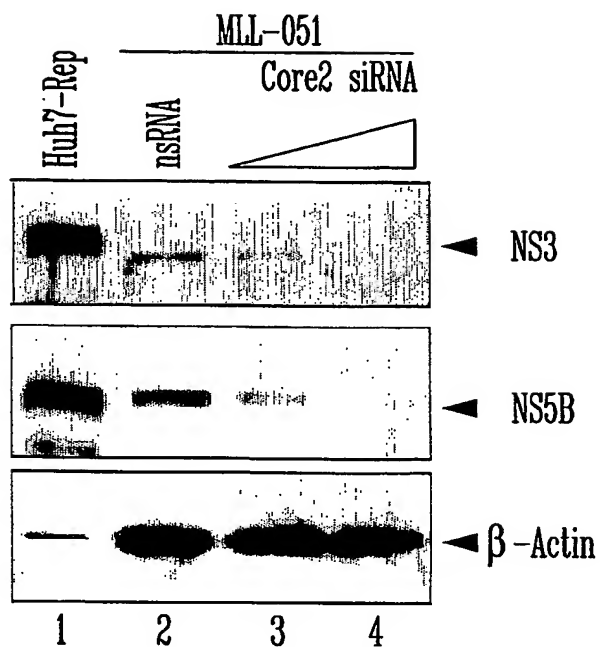 MLL-051
Huh7-Rep
nsRNA
Core2 siRNA
NS3
NS5B
β-Actin
1 2 3 4